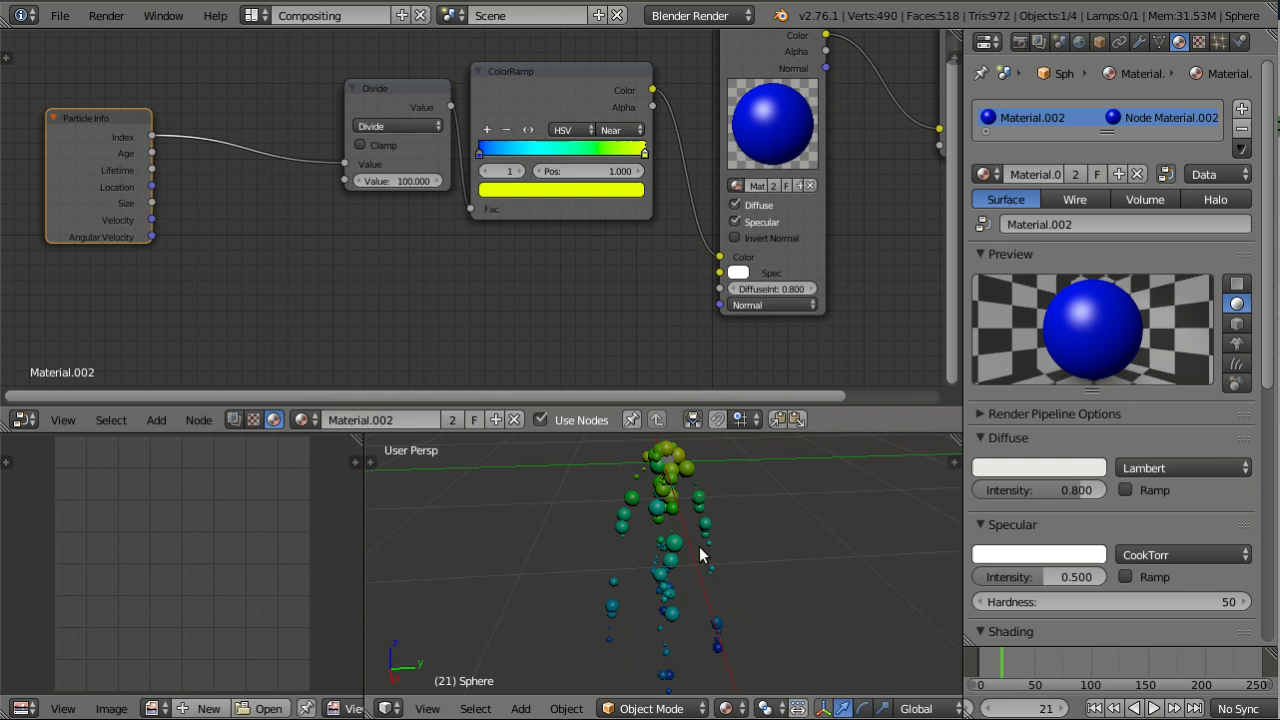 File Render Window Help Compositing Scene Blender Render v2.76.1 | Verts:490 | Faces:518 | Tris:972 | Objects:1/4 | Lamps:0/1 | Mem:31.53M | Sphere
Particle Info
Index
Age
Lifetime
Location
Size
Velocity
Angular Velocity
Divide
Value
Divide
Clamp
Value
Value: 100.000
ColorRamp
Color
Alpha
HSV Near
1 Pos: 1.000
Fac
Color
Alpha
Normal
Mat 2 F
Diffuse
Specular
Invert Normal
Color
Spec
DiffuseInt: 0.800
Normal
Material.002
View Select Add Node Material.002 2 F Use Nodes
Sph Material. Material.
Material.002 Node Material.002
Material.0 2 F Data
Surface Wire Volume Halo
Material.002
Preview
Render Pipeline Options
Diffuse
Lambert
Intensity: 0.800 Ramp
Specular
CookTorr
Intensity: 0.500 Ramp
Hardness: 50
Shading
User Persp
z
y
(21) Sphere
View Image New Open Vie
View Select Add Object Object Mode Global
0 50 100 150 200 250
21 No Sync